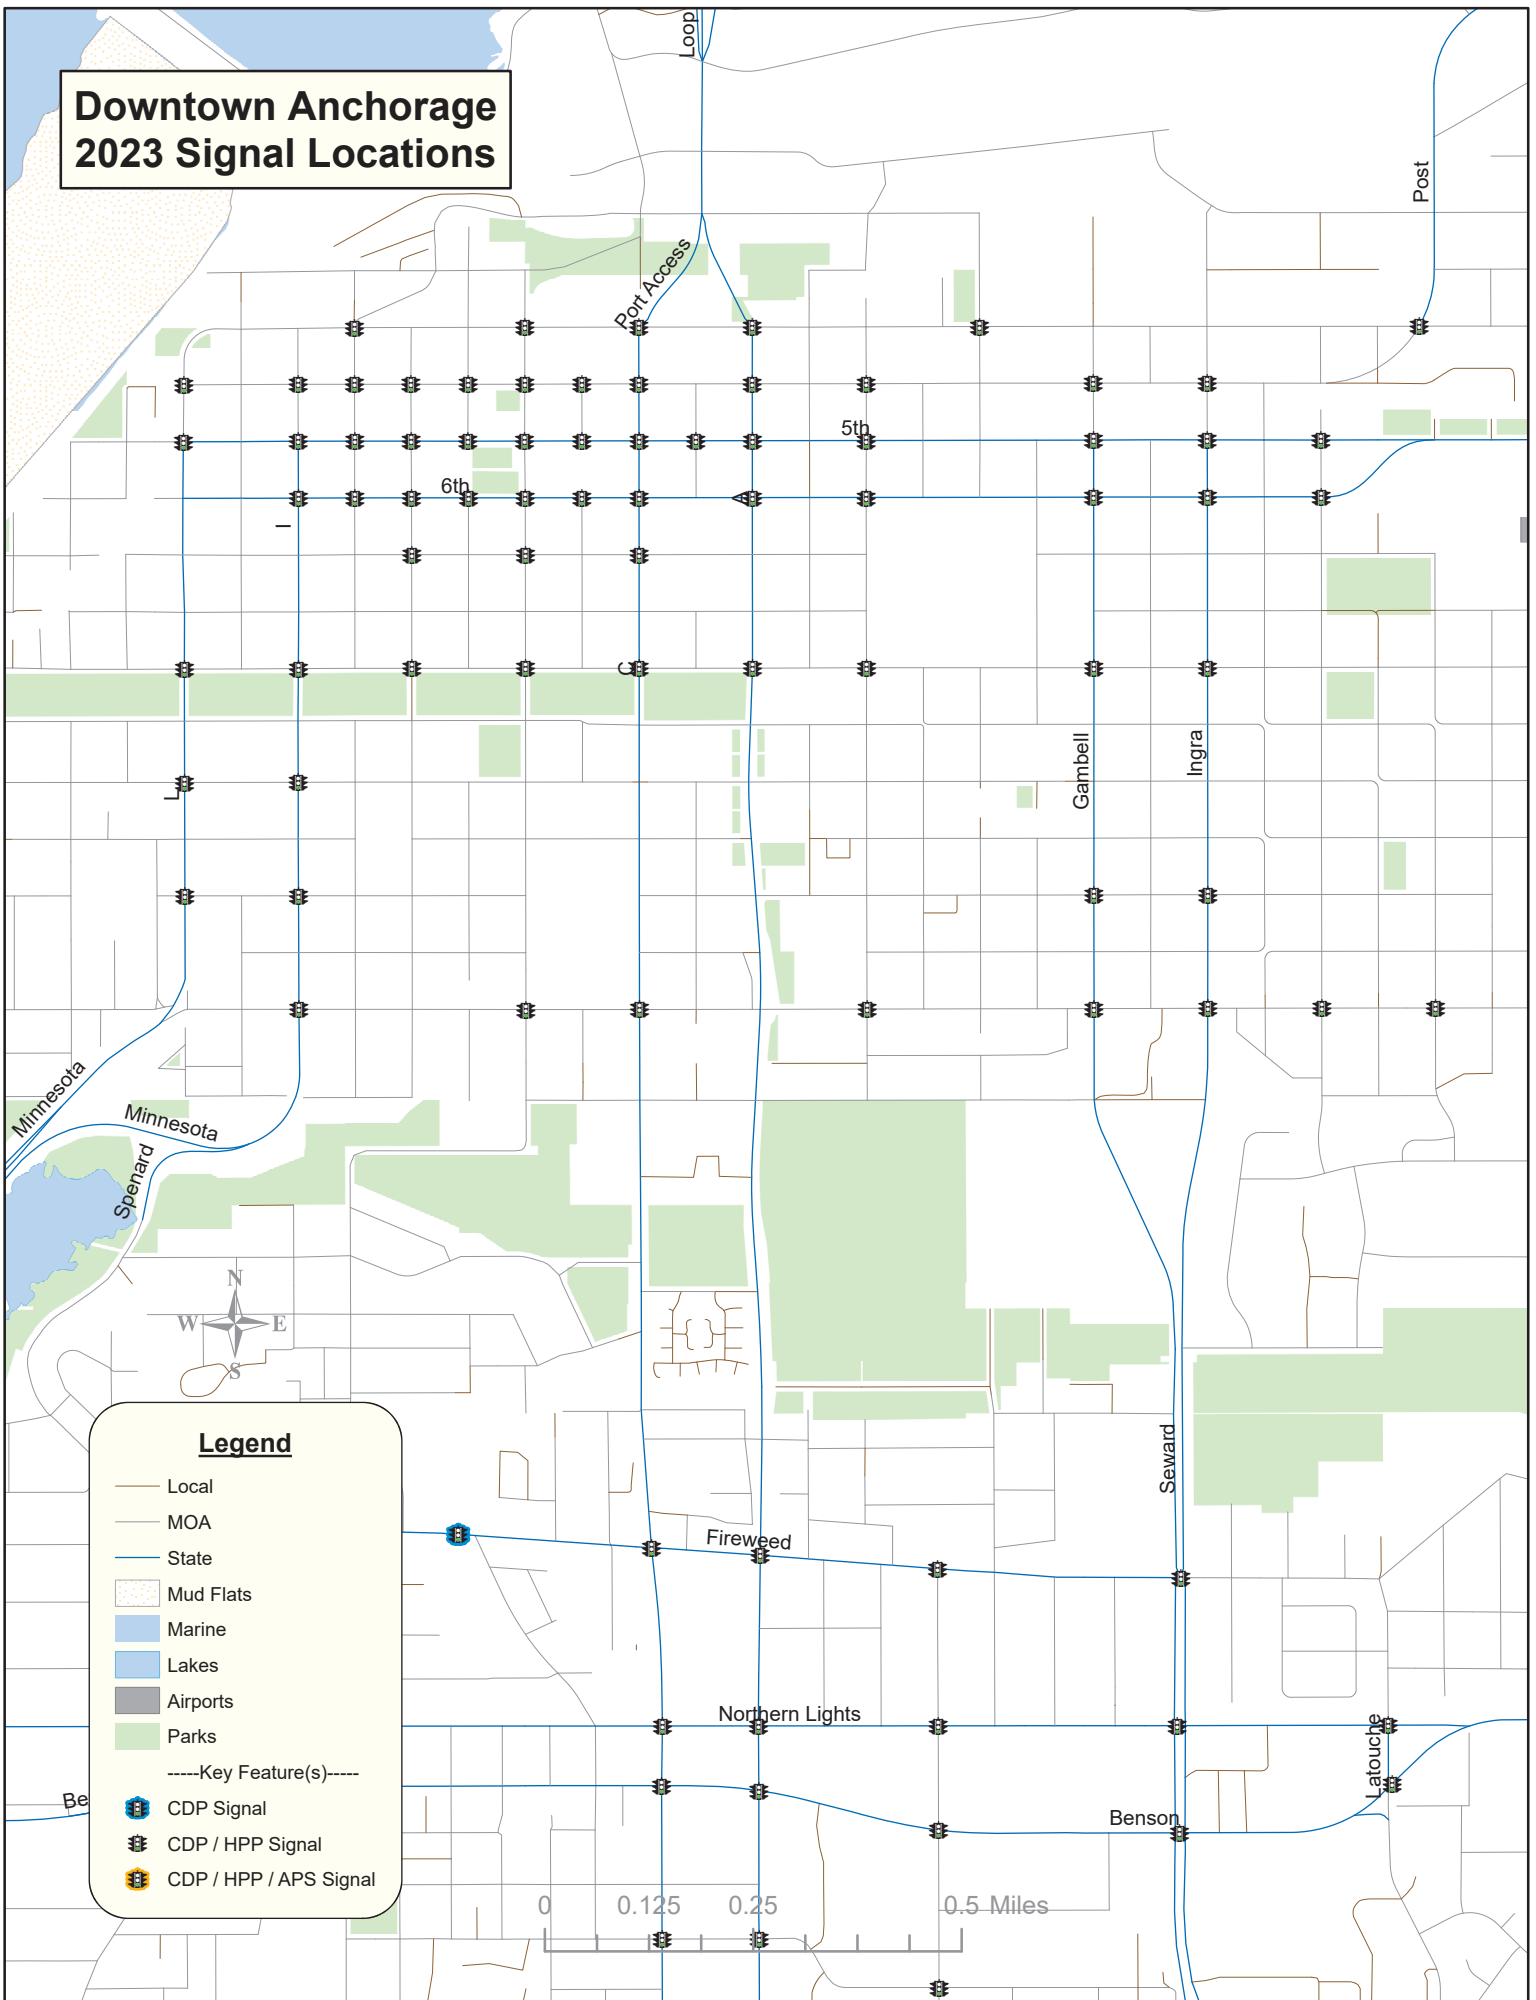 Loop
Downtown Anchorage
2023 Signal Locations
Post
Port Access
5th
6th
A
I
C
Gambell
Ingra
L
Minnesota
Minnesota
Spenard
N
W E
S
Seward
Legend
Local
MOA
State
Mud Flats
Marine
Lakes
Airports
Parks
-----Key Feature(s)-----
CDP Signal
CDP / HPP Signal
CDP / HPP / APS Signal
Fireweed
Northern Lights
Latouche
Be
Benson
0 0.125 0.25 0.5 Miles